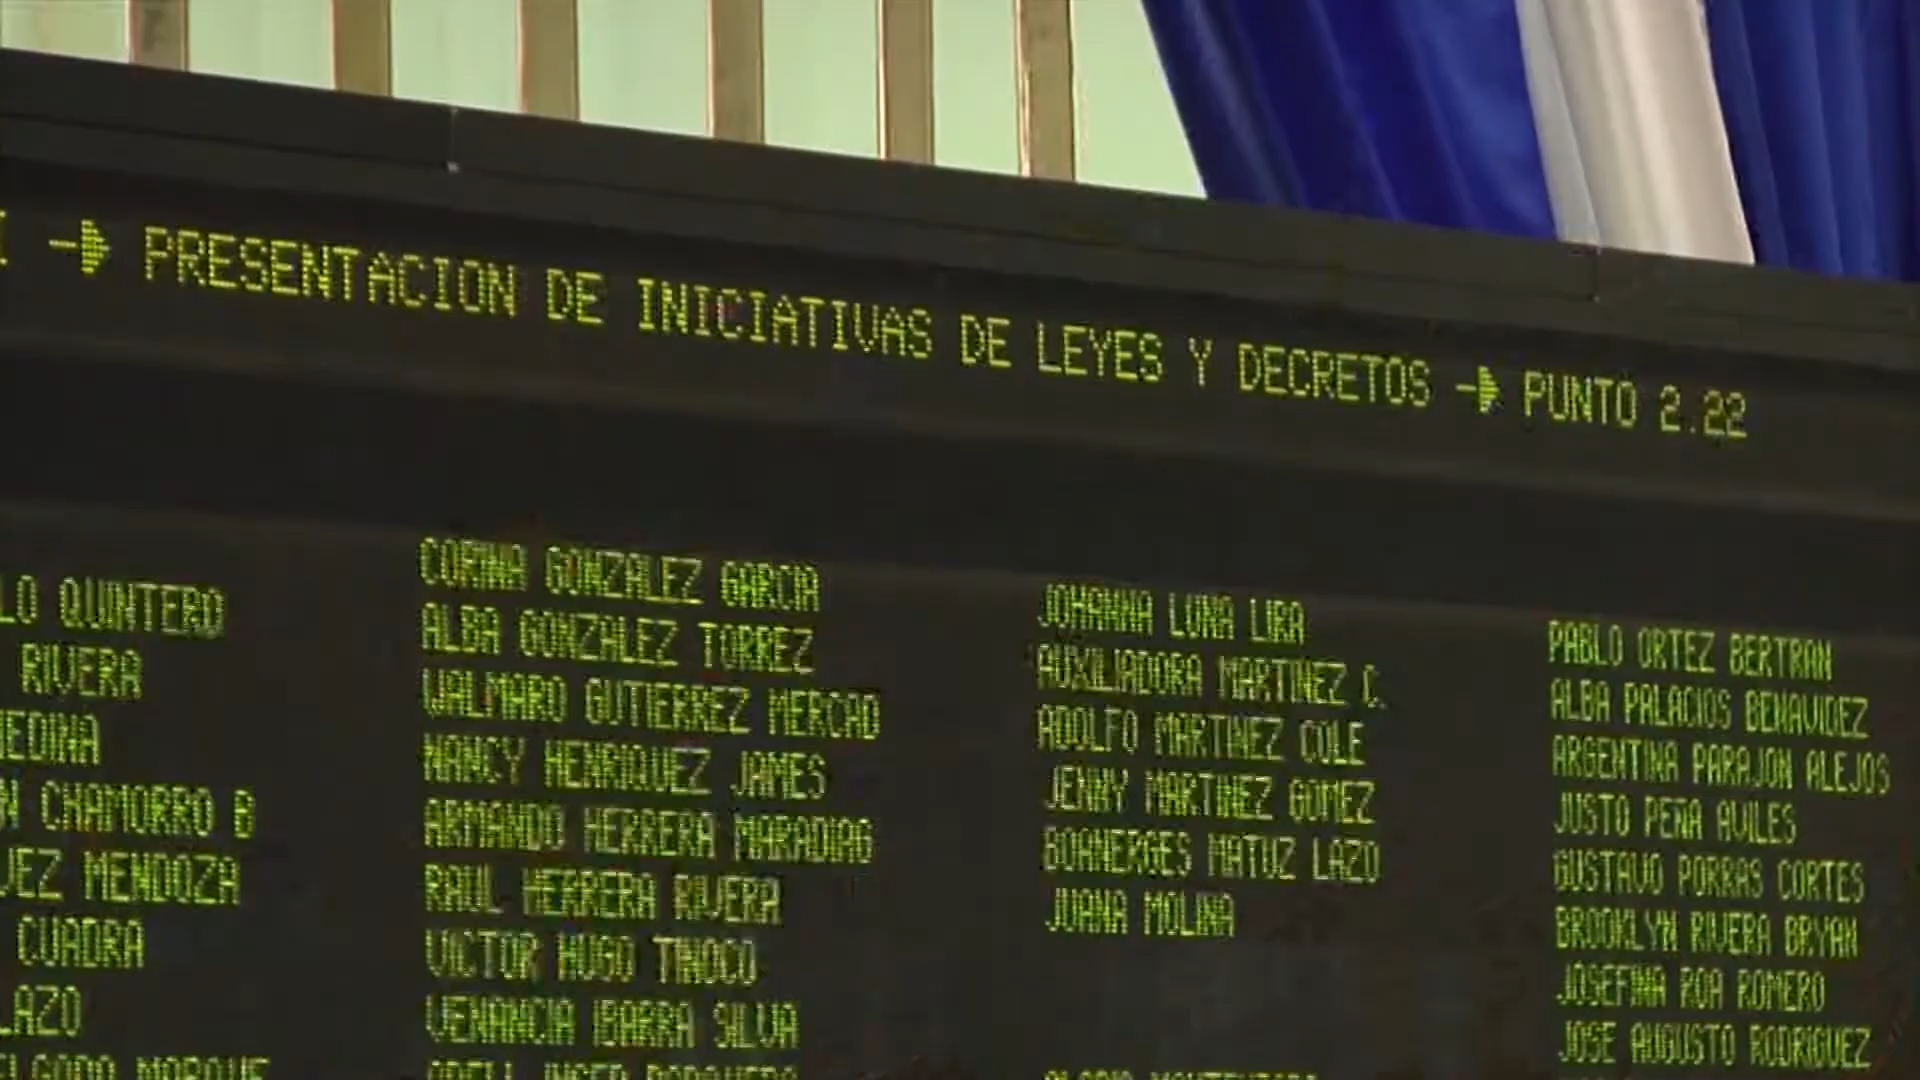 PRESENTACION DE INICIATIVAS DE LEYES Y DECRETOS PUNTO 2.22
LO QUINTERO
RIVERA
MEDINA
N CHAMORRO B
UEZ MENDOZA
CUADRA
LAZO
CORINA GONZALEZ GARCIA
ALBA GONZALEZ TORREZ
WALMARO GUTIERREZ MERCAD
NANCY HENRIQUEZ JAMES
ARMANDO HERRERA MARADIAG
RAUL HERRERA RIVERA
VICTOR HUGO TINOCO
VENANCIA IBARRA SILVA
JOHANNA LUNA LIRA
AUXILIADORA MARTINEZ C.
ADOLFO MARTINEZ COLE
JENNY MARTINEZ GOMEZ
BOANERGES MATUZ LAZO
JUANA MOLINA
PABLO ORTEZ BERTRAN
ALBA PALACIOS BENAVIDEZ
ARGENTINA PARAJON ALEJOS
JUSTO PEÑA AVILES
GUSTAVO PORRAS CORTES
BROOKLYN RIVERA BRYAN
JOSEFINA ROA ROMERO
JOSE AUGUSTO RODRIGUEZ